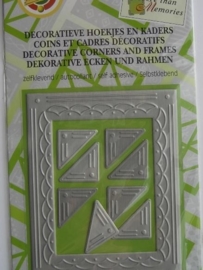 than
Memories
DECORATIEVE HOEKJES EN KADERS
COINS ET CADRES DÉCORATIFS
DECORATIVE CORNERS AND FRAMES
DEKORATIVE ECKEN UND RAHMEN
zelfklevend / autocollant / self adhesive / selbstklebend